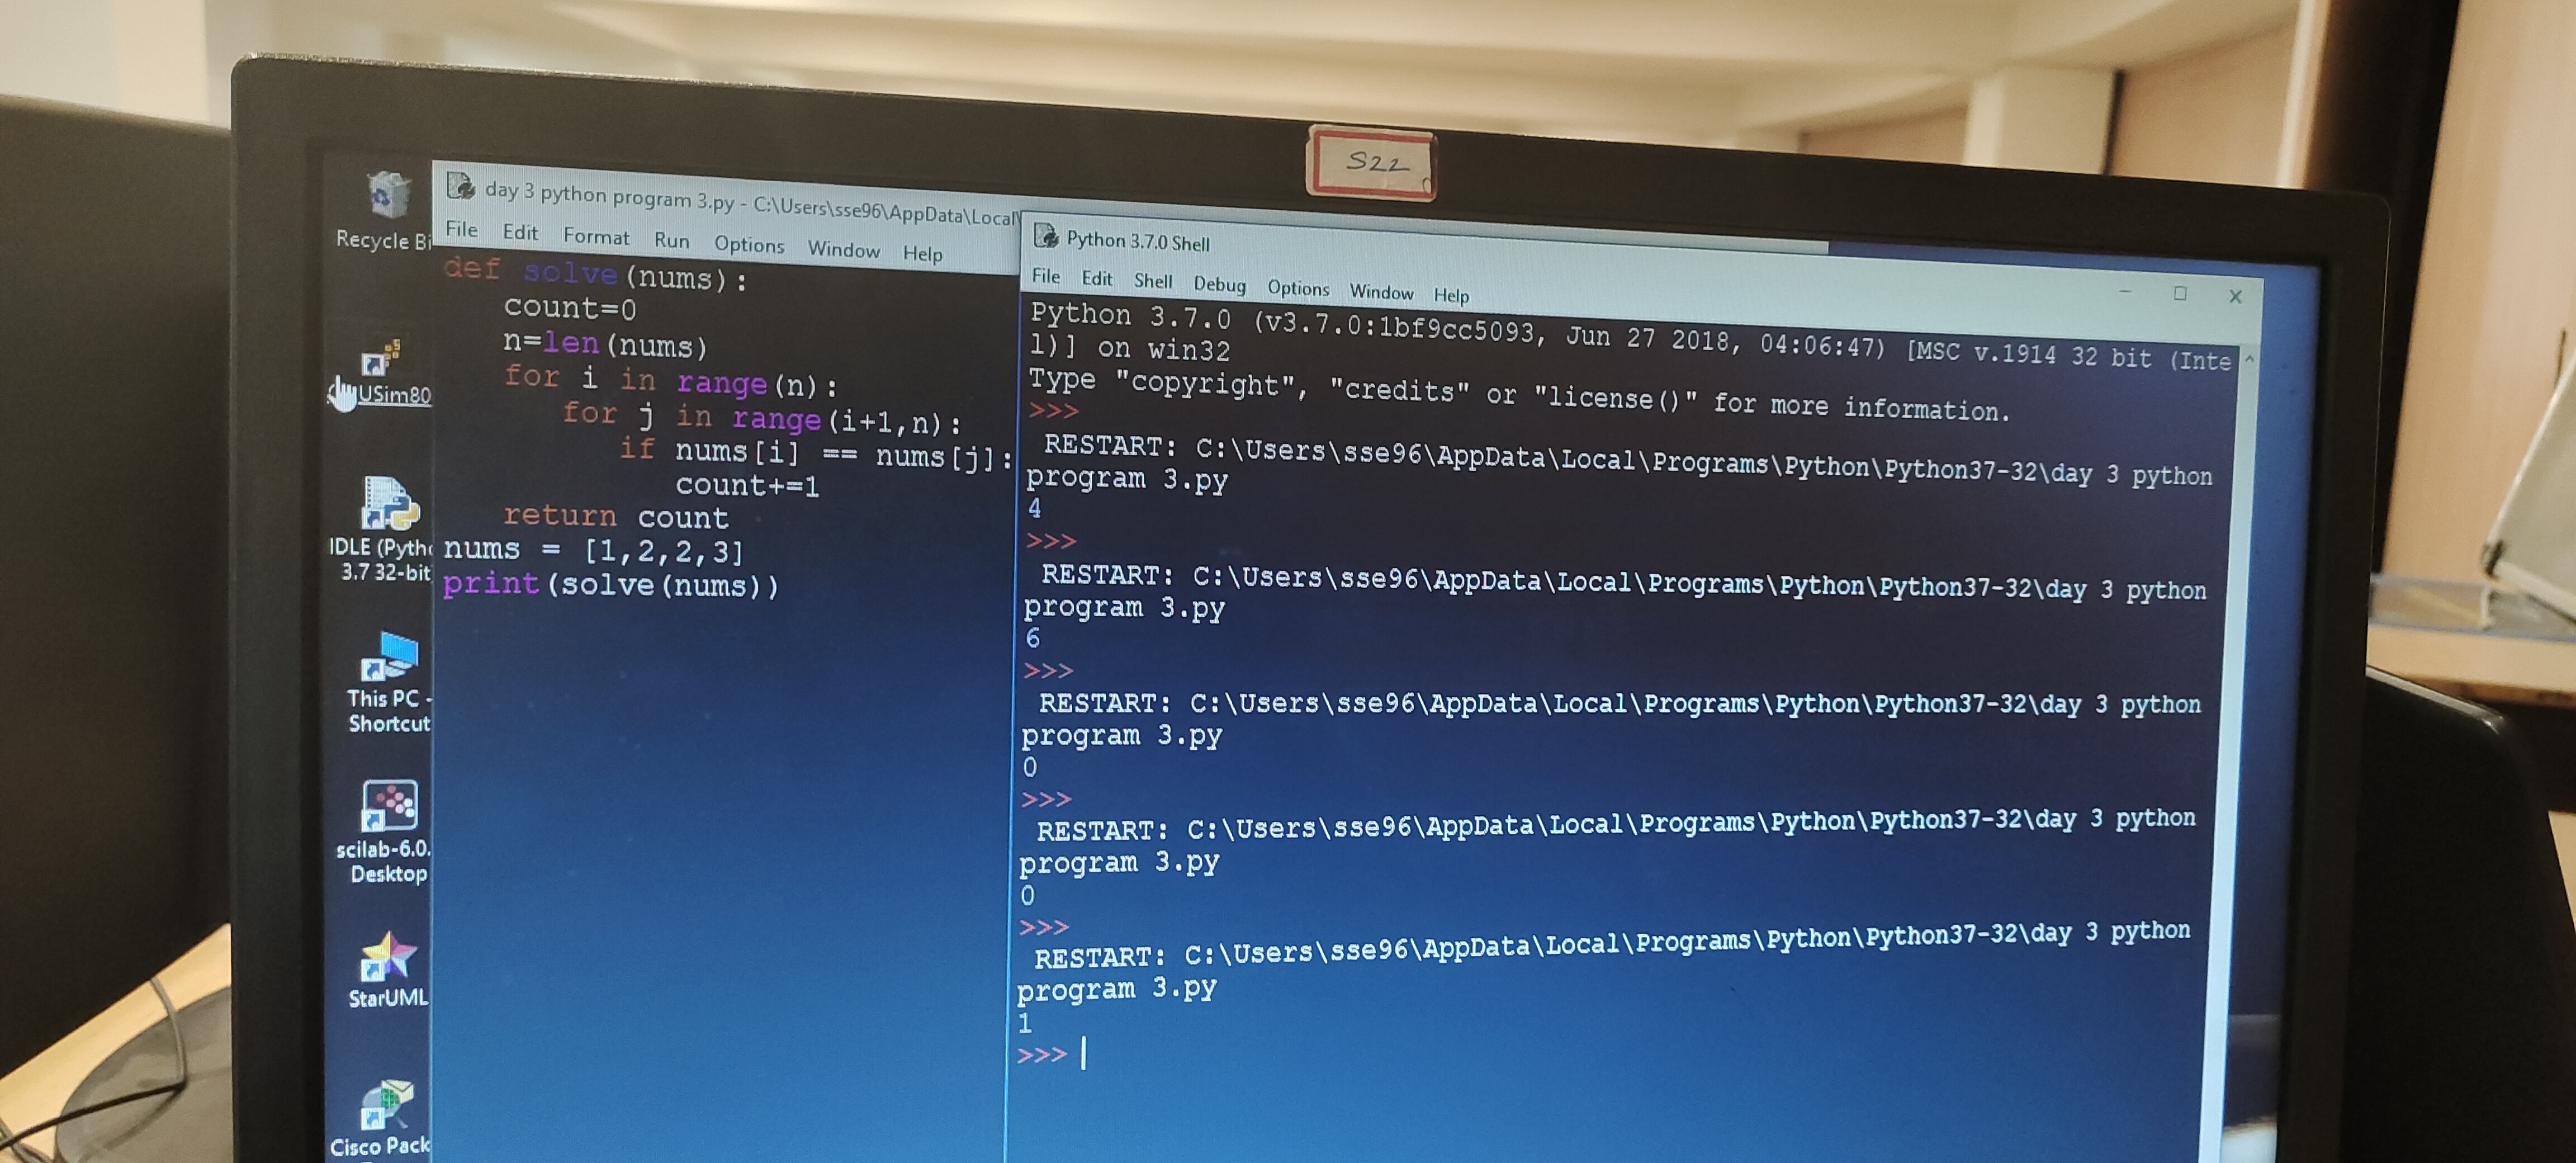 S22
Recycle Bi
USim80
IDLE (Pytho
3.7 32-bit
This PC -
Shortcut
scilab-6.0.
Desktop
StarUML
Cisco Pack
day 3 python program 3.py - C:\Users\sse96\AppData\Local\
File Edit Format Run Options Window Help
def solve(nums):
    count=0
    n=len(nums)
    for i in range(n):
        for j in range(i+1,n):
            if nums[i] == nums[j]:
                count+=1
    return count
nums = [1,2,2,3]
print(solve(nums))
Python 3.7.0 Shell
File Edit Shell Debug Options Window Help
Python 3.7.0 (v3.7.0:1bf9cc5093, Jun 27 2018, 04:06:47) [MSC v.1914 32 bit (Inte
l)] on win32
Type "copyright", "credits" or "license()" for more information.
>>>
 RESTART: C:\Users\sse96\AppData\Local\Programs\Python\Python37-32\day 3 python
program 3.py
4
>>>
 RESTART: C:\Users\sse96\AppData\Local\Programs\Python\Python37-32\day 3 python
program 3.py
6
>>>
 RESTART: C:\Users\sse96\AppData\Local\Programs\Python\Python37-32\day 3 python
program 3.py
0
>>>
 RESTART: C:\Users\sse96\AppData\Local\Programs\Python\Python37-32\day 3 python
program 3.py
0
>>>
 RESTART: C:\Users\sse96\AppData\Local\Programs\Python\Python37-32\day 3 python
program 3.py
1
>>>